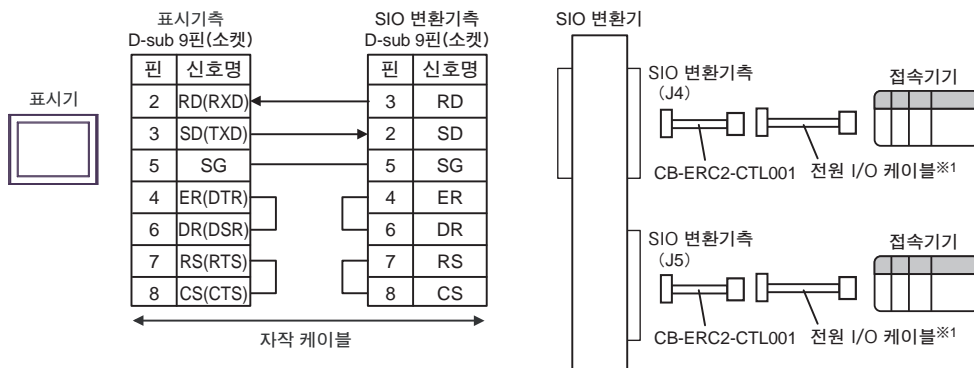 표시기측
D-sub 9핀(소켓)
SIO 변환기측
D-sub 9핀(소켓)
SIO 변환기
표시기
핀 신호명
2 RD(RXD)
3 SD(TXD)
5 SG
4 ER(DTR)
6 DR(DSR)
7 RS(RTS)
8 CS(CTS)
핀 신호명
3 RD
2 SD
5 SG
4 ER
6 DR
7 RS
8 CS
자작 케이블
SIO 변환기측
(J4)
접속기기
CB-ERC2-CTL001 전원 I/O 케이블※1
SIO 변환기측
(J5)
접속기기
CB-ERC2-CTL001 전원 I/O 케이블※1